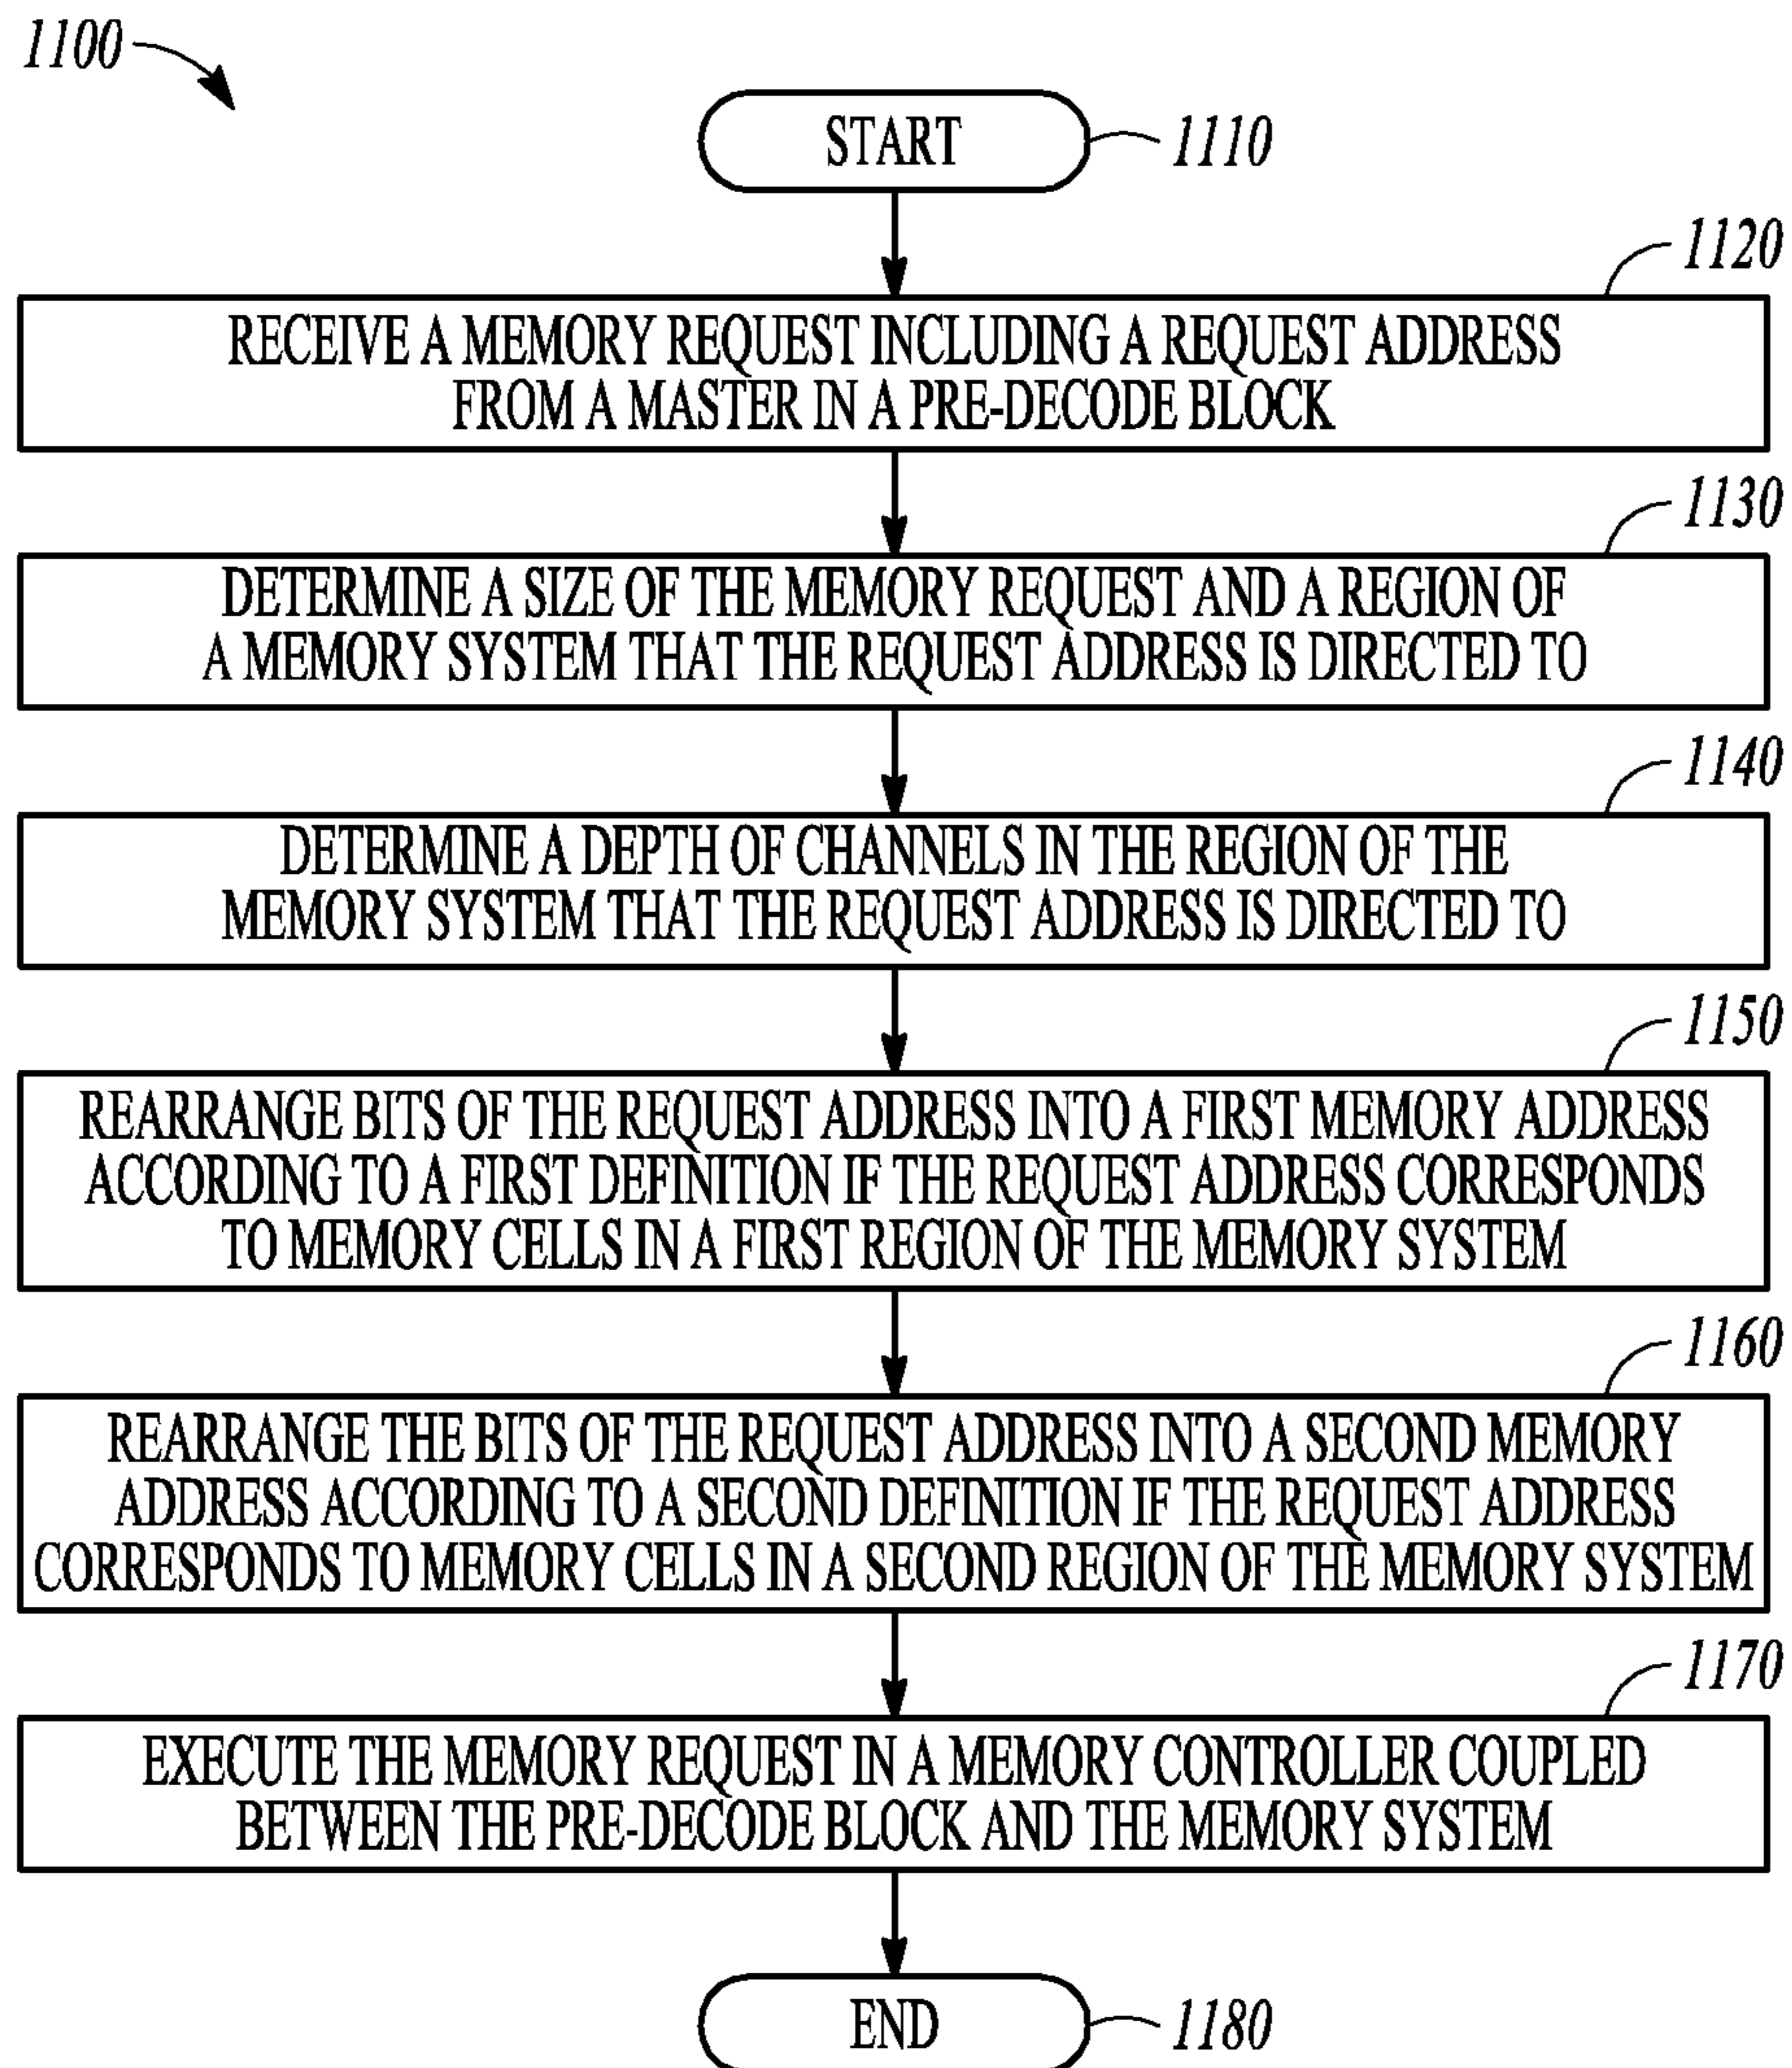 1100
START
1110
1120
RECEIVE A MEMORY REQUEST INCLUDING A REQUEST ADDRESS
FROM A MASTER IN A PRE-DECODE BLOCK
1130
DETERMINE A SIZE OF THE MEMORY REQUEST AND A REGION OF
A MEMORY SYSTEM THAT THE REQUEST ADDRESS IS DIRECTED TO
1140
DETERMINE A DEPTH OF CHANNELS IN THE REGION OF THE
MEMORY SYSTEM THAT THE REQUEST ADDRESS IS DIRECTED TO
1150
REARRANGE BITS OF THE REQUEST ADDRESS INTO A FIRST MEMORY ADDRESS
ACCORDING TO A FIRST DEFINITION IF THE REQUEST ADDRESS CORRESPONDS
TO MEMORY CELLS IN A FIRST REGION OF THE MEMORY SYSTEM
1160
REARRANGE THE BITS OF THE REQUEST ADDRESS INTO A SECOND MEMORY
ADDRESS ACCORDING TO A SECOND DEFINITION IF THE REQUEST ADDRESS
CORRESPONDS TO MEMORY CELLS IN A SECOND REGION OF THE MEMORY SYSTEM
1170
EXECUTE THE MEMORY REQUEST IN A MEMORY CONTROLLER COUPLED
BETWEEN THE PRE-DECODE BLOCK AND THE MEMORY SYSTEM
END
1180